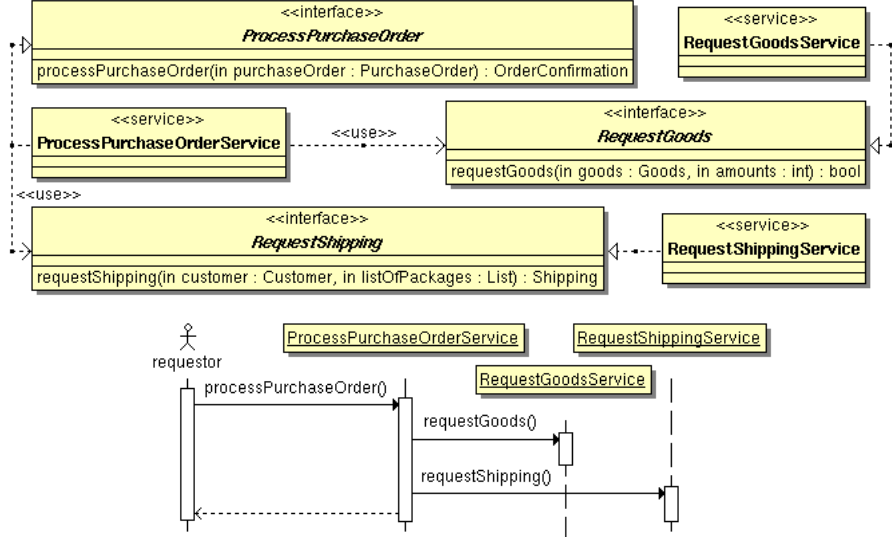 <<interface>>
ProcessPurchaseOrder
processPurchaseOrder(in purchaseOrder : PurchaseOrder) : OrderConfirmation
<<service>>
RequestGoodsService
<<service>>
ProcessPurchaseOrderService
<<use>>
<<interface>>
RequestGoods
requestGoods(in goods : Goods, in amounts : int) : bool
<<use>>
<<interface>>
RequestShipping
requestShipping(in customer : Customer, in listOfPackages : List) : Shipping
<<service>>
RequestShippingService
requestor
ProcessPurchaseOrderService
RequestShippingService
RequestGoodsService
processPurchaseOrder()
requestGoods()
requestShipping()